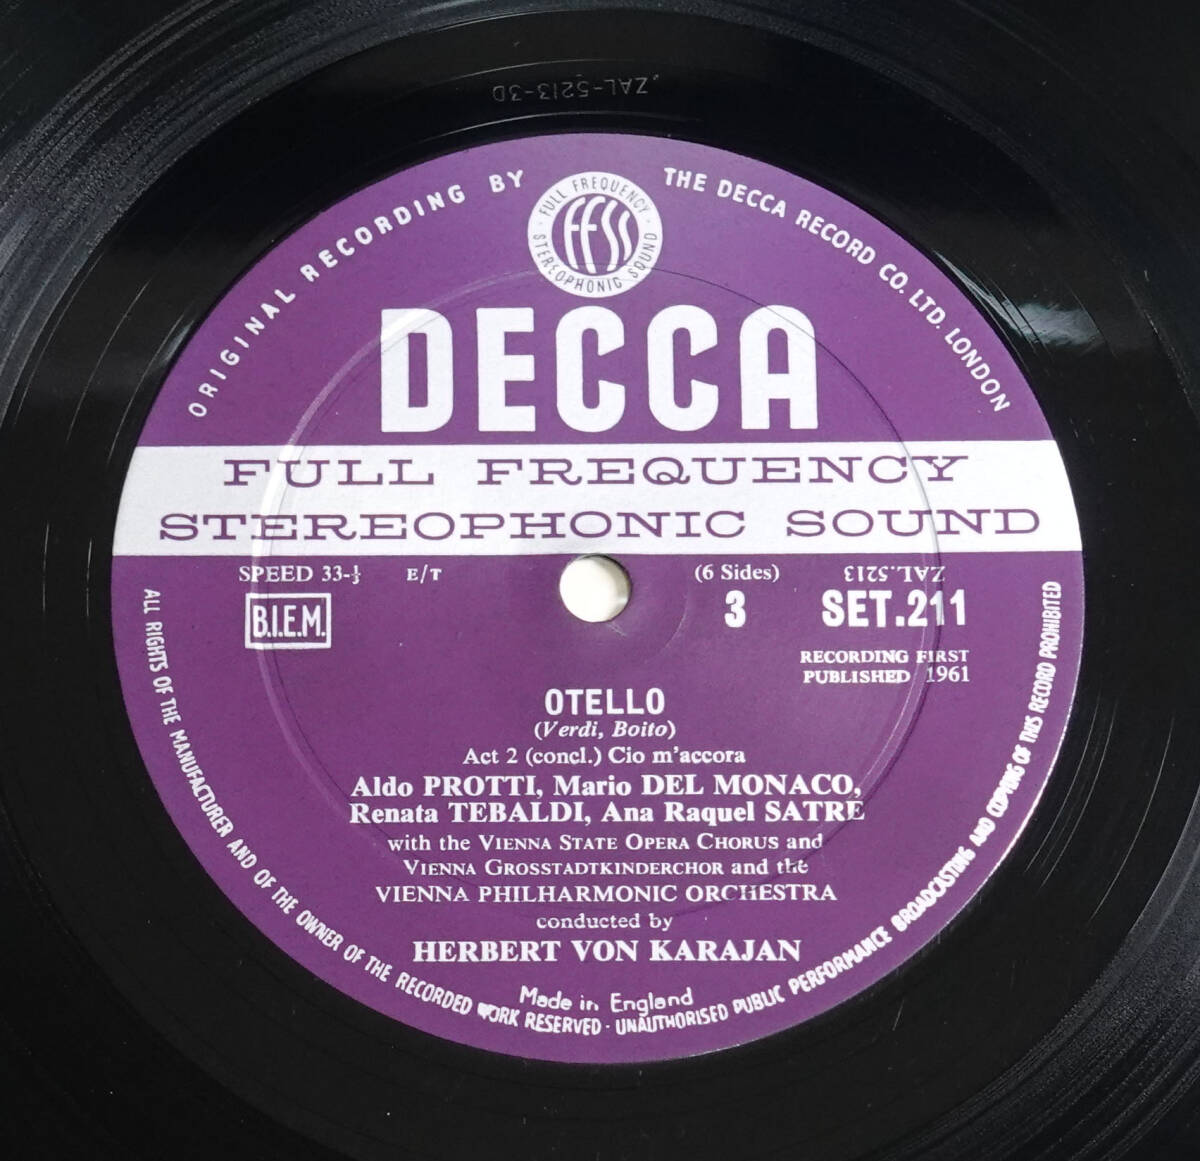 ZAL-5213-3D
ORIGINAL RECORDING BY THE DECCA RECORD CO. LTD. LONDON
FULL FREQUENCY
ffss
STEREOPHONIC SOUND
DECCA
FULL FREQUENCY
STEREOPHONIC SOUND
SPEED 33-⅓ E/T (6 Sides) ZAL.5213
B.I.E.M. 3 SET.211
RECORDING FIRST
PUBLISHED 1961
OTELLO
(Verdi, Boito)
Act 2 (concl.) Cio m'accora
Aldo PROTTI, Mario DEL MONACO,
Renata TEBALDI, Ana Raquel SATRE
with the VIENNA STATE OPERA CHORUS and
VIENNA GROSSTADTKINDERCHOR and the
VIENNA PHILHARMONIC ORCHESTRA
conducted by
HERBERT VON KARAJAN
Made in England
ALL RIGHTS OF THE MANUFACTURER AND OF THE OWNER OF THE RECORDED WORK RESERVED · UNAUTHORISED PUBLIC PERFORMANCE BROADCASTING AND COPYING OF THIS RECORD PROHIBITED